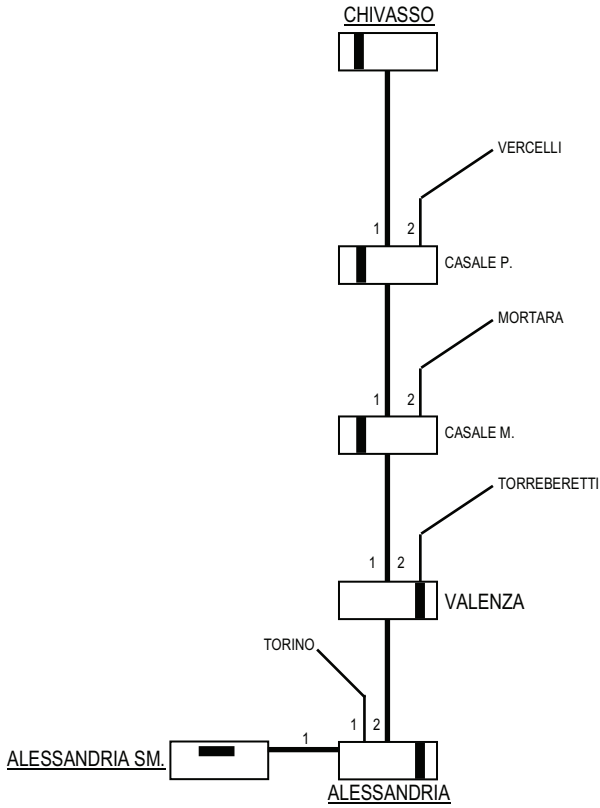 CHIVASSO
VERCELLI
1 2
CASALE P.
MORTARA
1 2
CASALE M.
TORREBERETTI
1 2
VALENZA
TORINO
1 2
1
ALESSANDRIA SM.
ALESSANDRIA